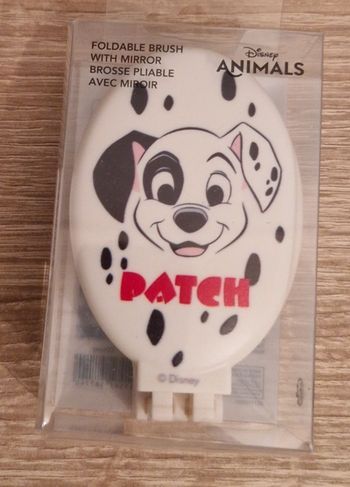 FOLDABLE BRUSH
WITH MIRROR
BROSSE PLIABLE
AVEC MIROIR
Disney
ANIMALS
PATCH
© Disney